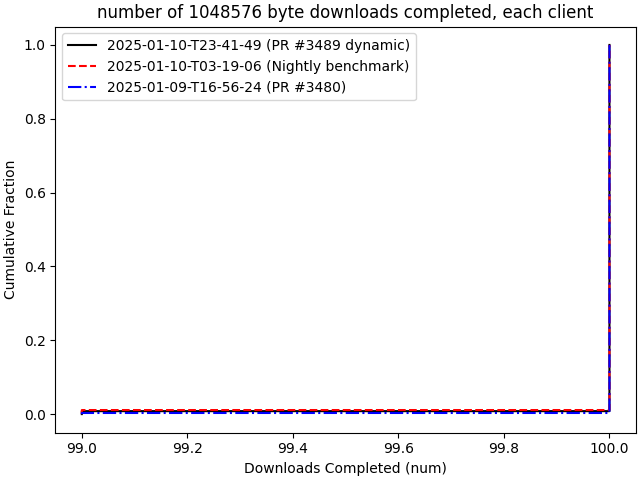 number of 1048576 byte downloads completed, each client
2025-01-10-T23-41-49 (PR #3489 dynamic)
2025-01-10-T03-19-06 (Nightly benchmark)
2025-01-09-T16-56-24 (PR #3480)
Cumulative Fraction
1.0
0.8
0.6
0.4
0.2
0.0
99.0 99.2 99.4 99.6 99.8 100.0
Downloads Completed (num)